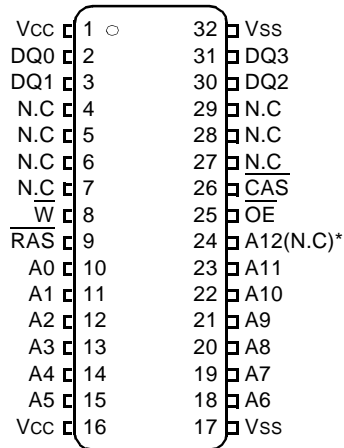 Vcc 1 32 Vss
DQ0 2 31 DQ3
DQ1 3 30 DQ2
N.C 4 29 N.C
N.C 5 28 N.C
N.C 6 27 N.C
N.C 7 26 CAS
W 8 25 OE
RAS 9 24 A12(N.C)*
A0 10 23 A11
A1 11 22 A10
A2 12 21 A9
A3 13 20 A8
A4 14 19 A7
A5 15 18 A6
Vcc 16 17 Vss